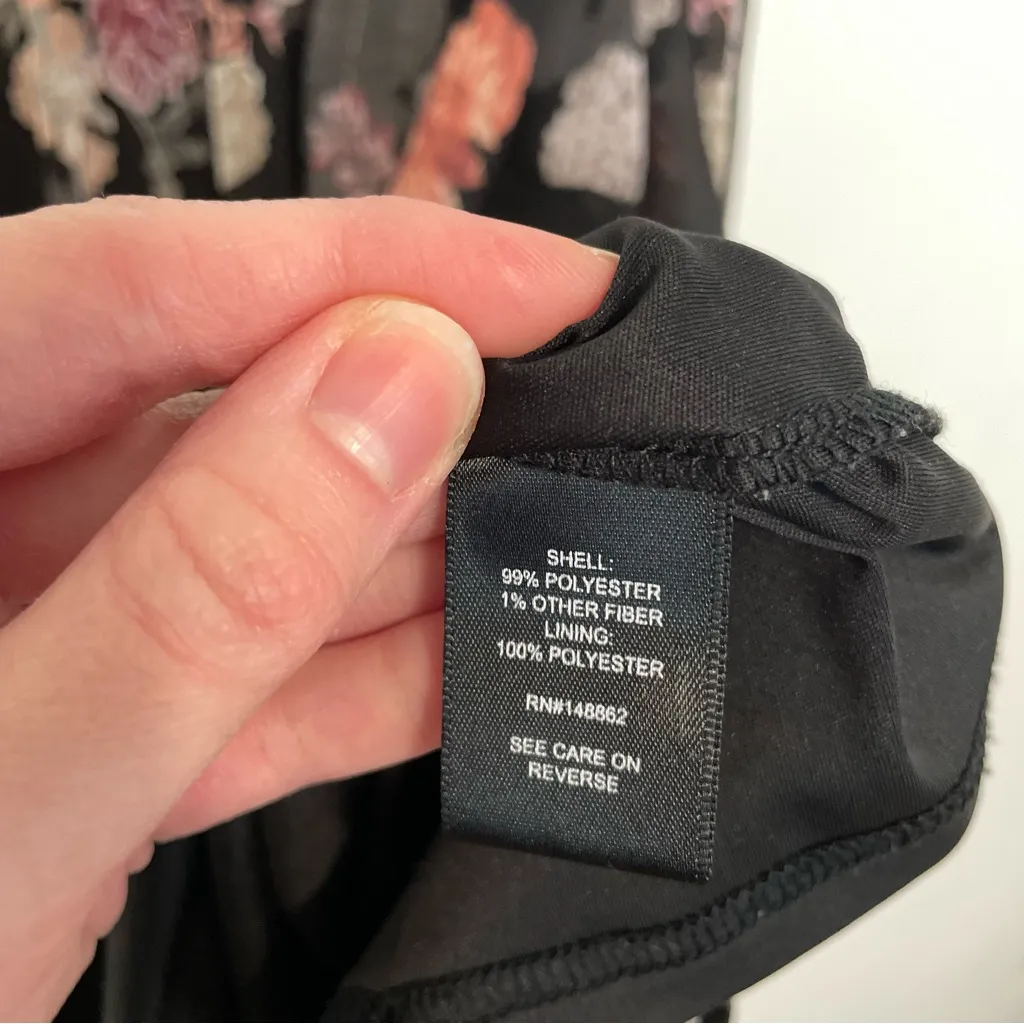 SHELL:
99% POLYESTER
1% OTHER FIBER
LINING:
100% POLYESTER
RN#148862
SEE CARE ON
REVERSE